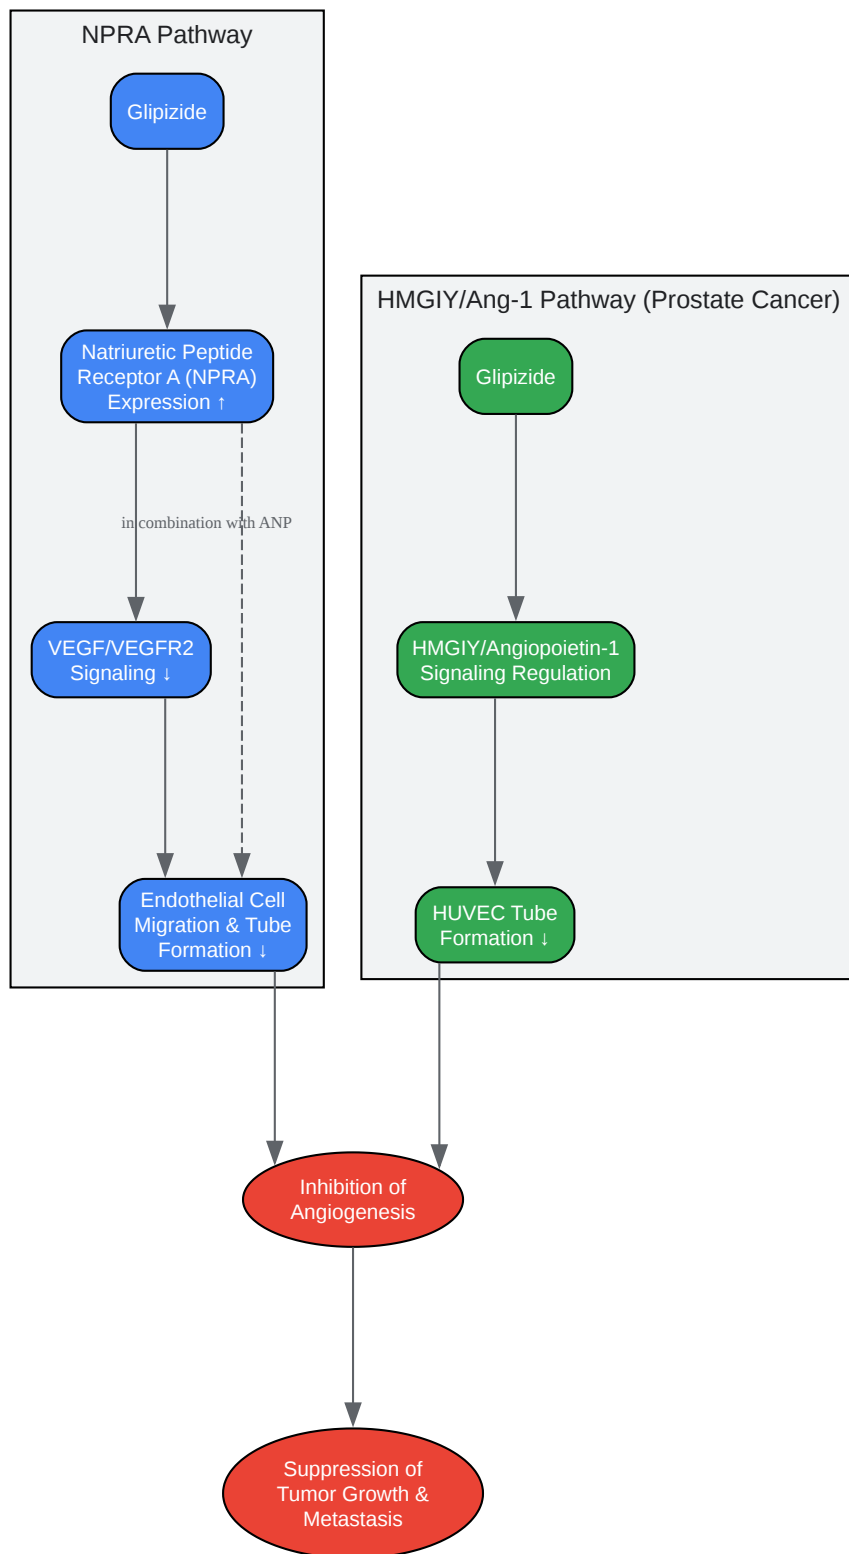 NPRA Pathway
Glipizide
Natriuretic Peptide
Receptor A (NPRA)
Expression ↑
in combination with ANP
VEGF/VEGFR2
Signaling ↓
Endothelial Cell
Migration & Tube
Formation ↓
HMGIY/Ang-1 Pathway (Prostate Cancer)
Glipizide
HMGIY/Angiopoietin-1
Signaling Regulation
HUVEC Tube
Formation ↓
Inhibition of
Angiogenesis
Suppression of
Tumor Growth &
Metastasis